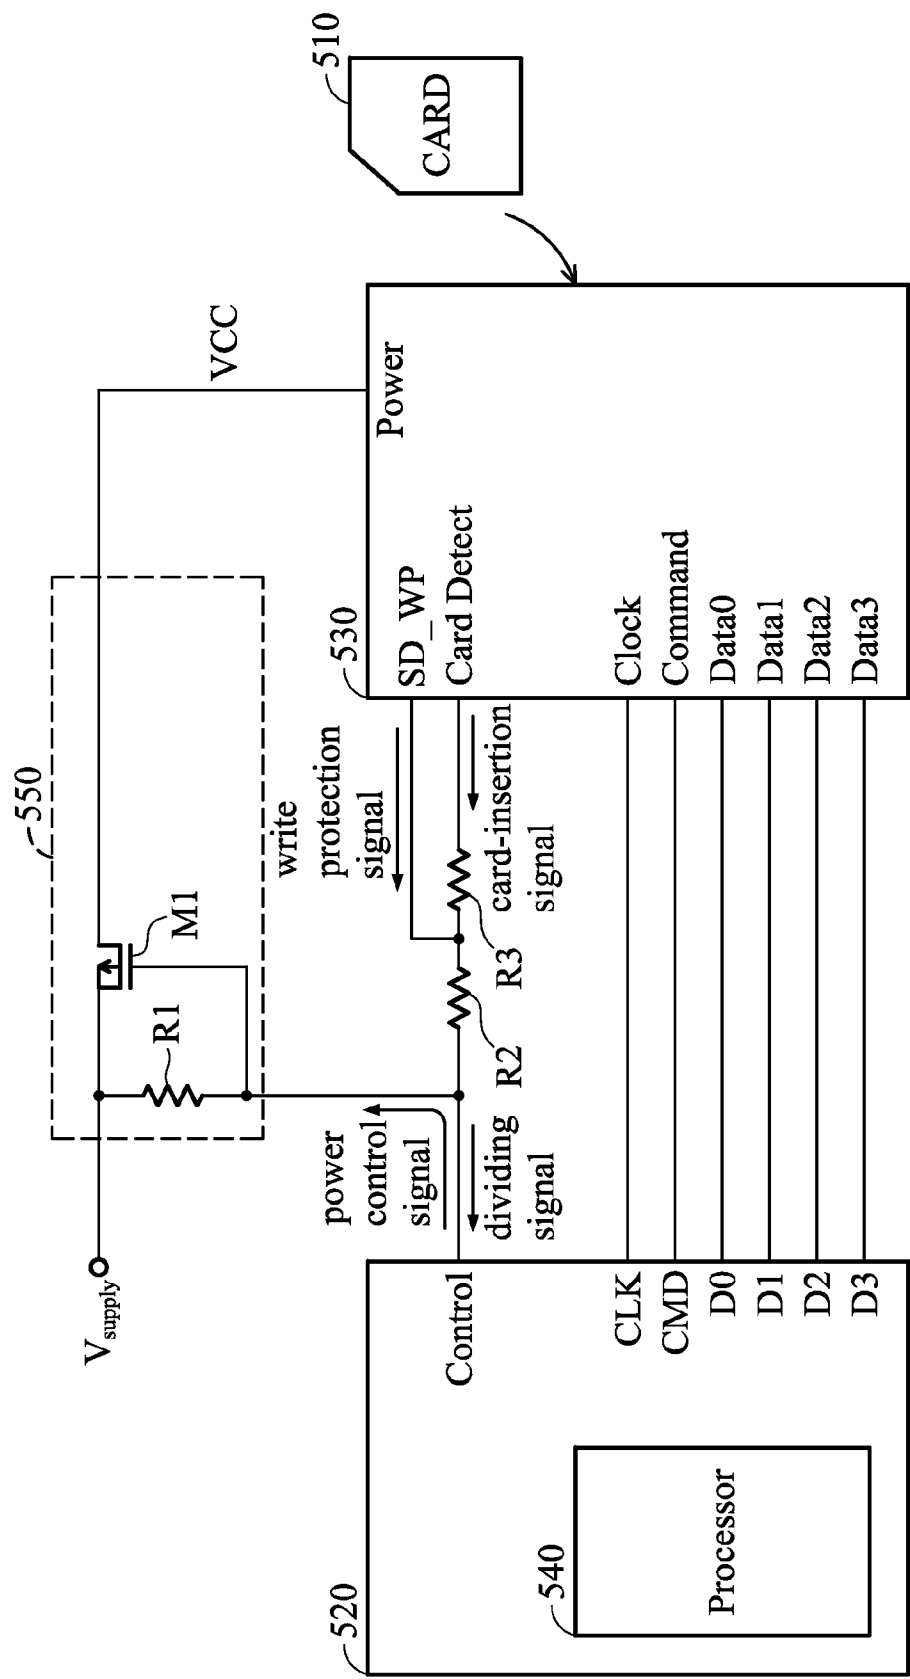 V_supply
550
R1
M1
VCC
power
control
signal
write
protection
signal
510
CARD
520
530
Control
dividing
signal
R2
R3
card-insertion
signal
SD_WP
Card Detect
Power
540
Processor
CLK
CMD
D0
D1
D2
D3
Clock
Command
Data0
Data1
Data2
Data3